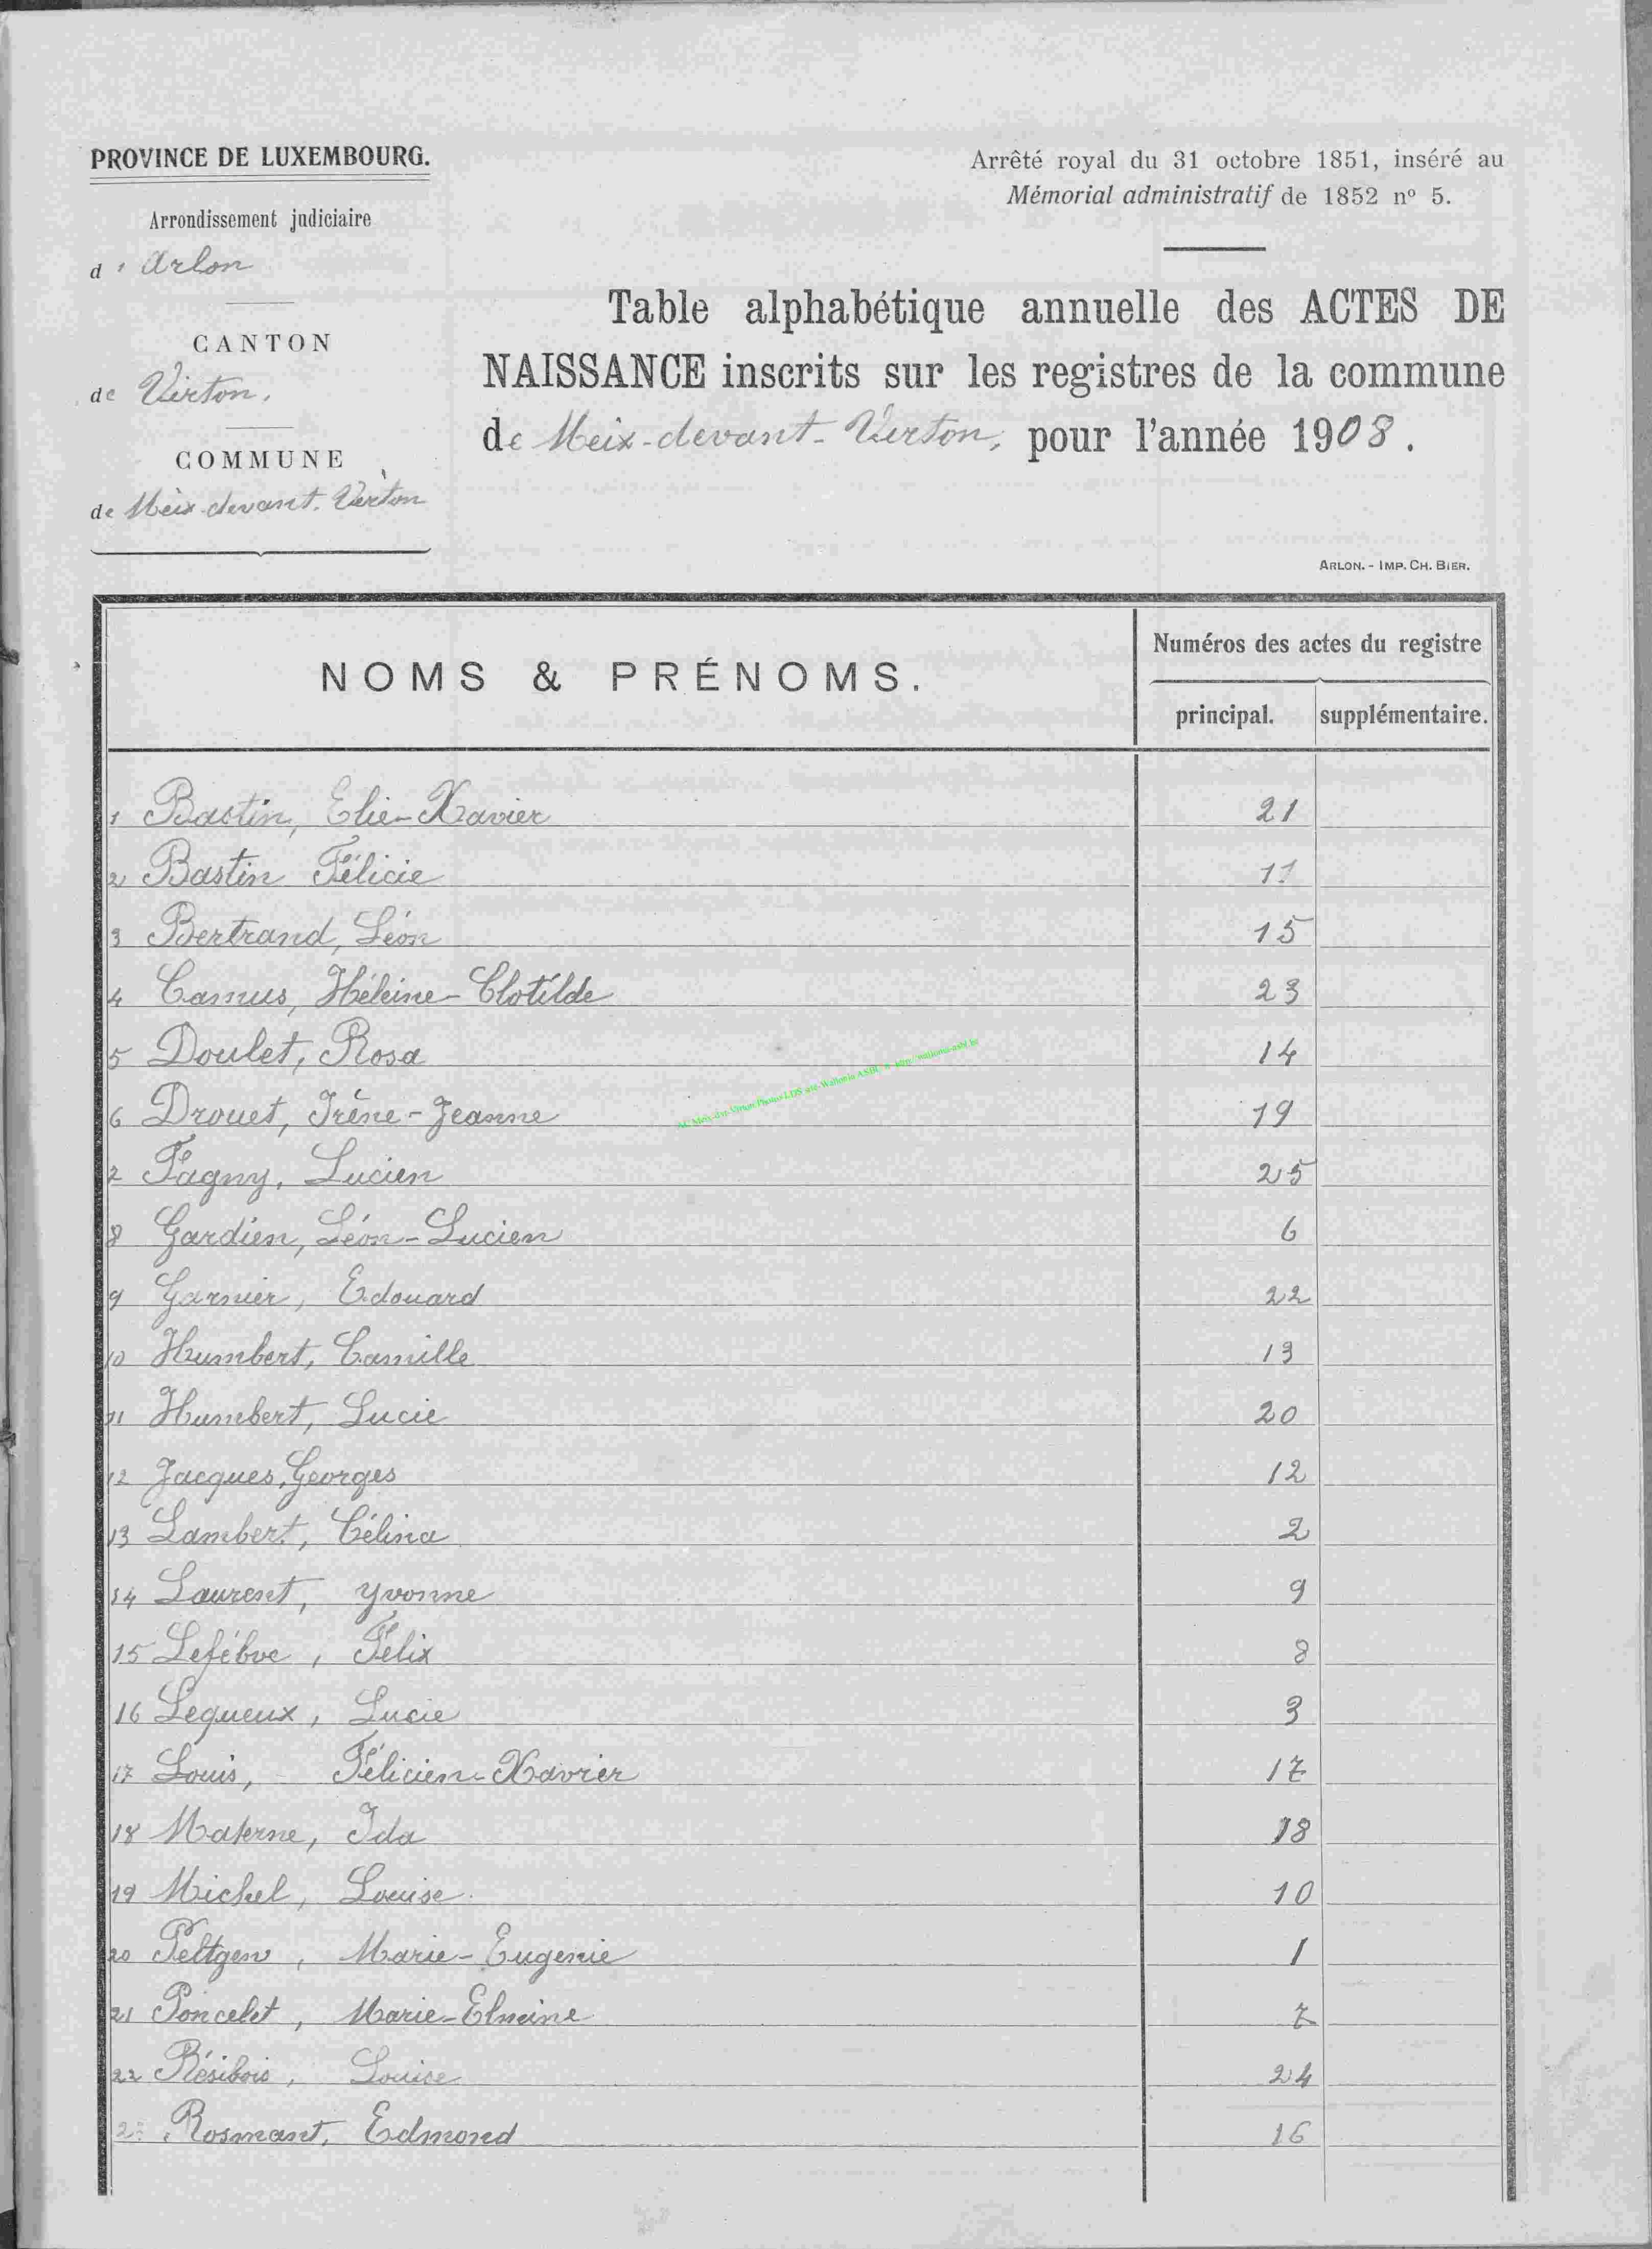 PROVINCE DE LUXEMBOURG.
Arrondissement judiciaire
d' Arlon
CANTON
de Virton.
COMMUNE
de Meix-devant-Virton
Arrêté royal du 31 octobre 1851, inséré au
Mémorial administratif de 1852 nº 5.
Table alphabétique annuelle des ACTES DE
NAISSANCE inscrits sur les registres de la commune
de Meix-devant-Virton, pour l'année 1908.
ARLON. - IMP. CH. BIER.
NOMS & PRÉNOMS.
Numéros des actes du registre
principal. supplémentaire.
1 Bastin, Elie-Xavier 21
2 Bastin Félicie 11
3 Bertrand, Léon 15
4 Camus, Héleine-Clotilde 23
5 Doulet, Rosa 14
6 Drouet, Irène-Jeanne 19
7 Fagny, Lucien 25
8 Gardien, Léon-Lucien 6
9 Garnier, Edouard 22
10 Humbert, Camille 13
11 Humbert, Lucie 20
12 Jacques, Georges 12
13 Lambert, Célina 2
14 Laurent, Yvonne 9
15 Lefébve, Félix 8
16 Lequeux, Lucie 3
17 Louis, Félicien-Xavier 17
18 Materne, Ida 18
19 Michel, Louise 10
20 Peltgen, Marie-Eugenie 1
21 Poncelet, Marie- 7
22 Résibois, Louise 24
23 Rosmant, Edmond 16